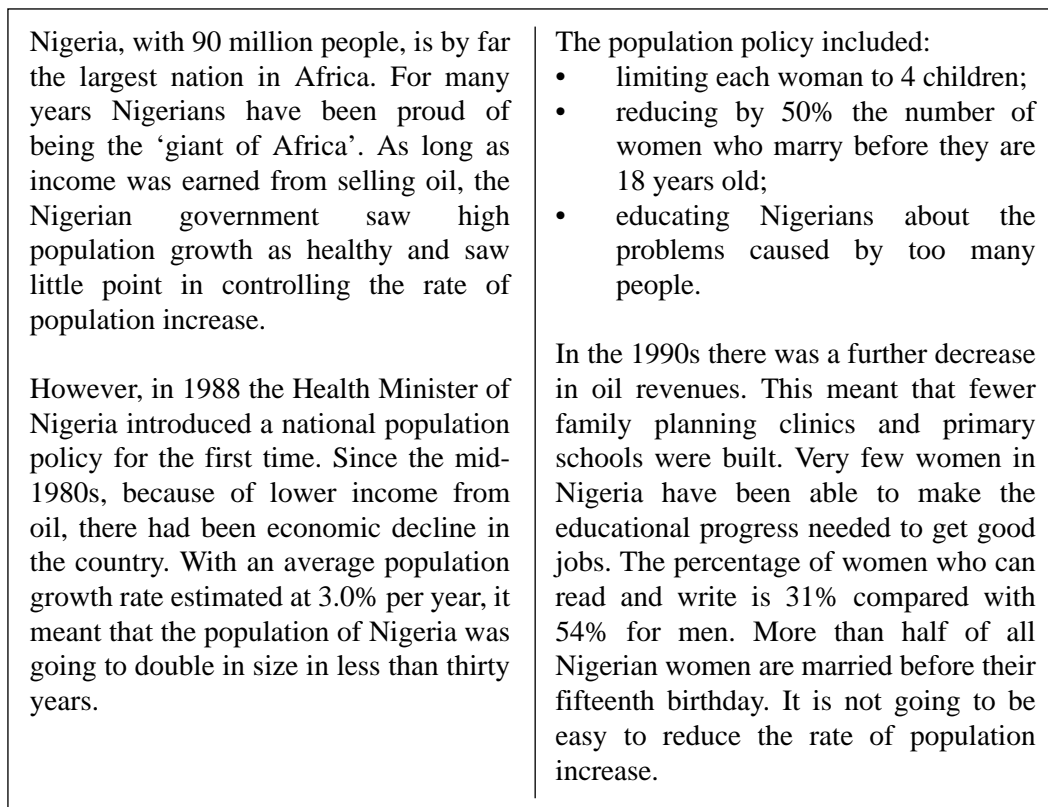 Nigeria, with 90 million people, is by far
the largest nation in Africa. For many
years Nigerians have been proud of
being the ‘giant of Africa’. As long as
income was earned from selling oil, the
Nigerian government saw high
population growth as healthy and saw
little point in controlling the rate of
population increase.
However, in 1988 the Health Minister of
Nigeria introduced a national population
policy for the first time. Since the mid-
1980s, because of lower income from
oil, there had been economic decline in
the country. With an average population
growth rate estimated at 3.0% per year, it
meant that the population of Nigeria was
going to double in size in less than thirty
years.
The population policy included:
• limiting each woman to 4 children;
• reducing by 50% the number of
women who marry before they are
18 years old;
• educating Nigerians about the
problems caused by too many
people.
In the 1990s there was a further decrease
in oil revenues. This meant that fewer
family planning clinics and primary
schools were built. Very few women in
Nigeria have been able to make the
educational progress needed to get good
jobs. The percentage of women who can
read and write is 31% compared with
54% for men. More than half of all
Nigerian women are married before their
fifteenth birthday. It is not going to be
easy to reduce the rate of population
increase.